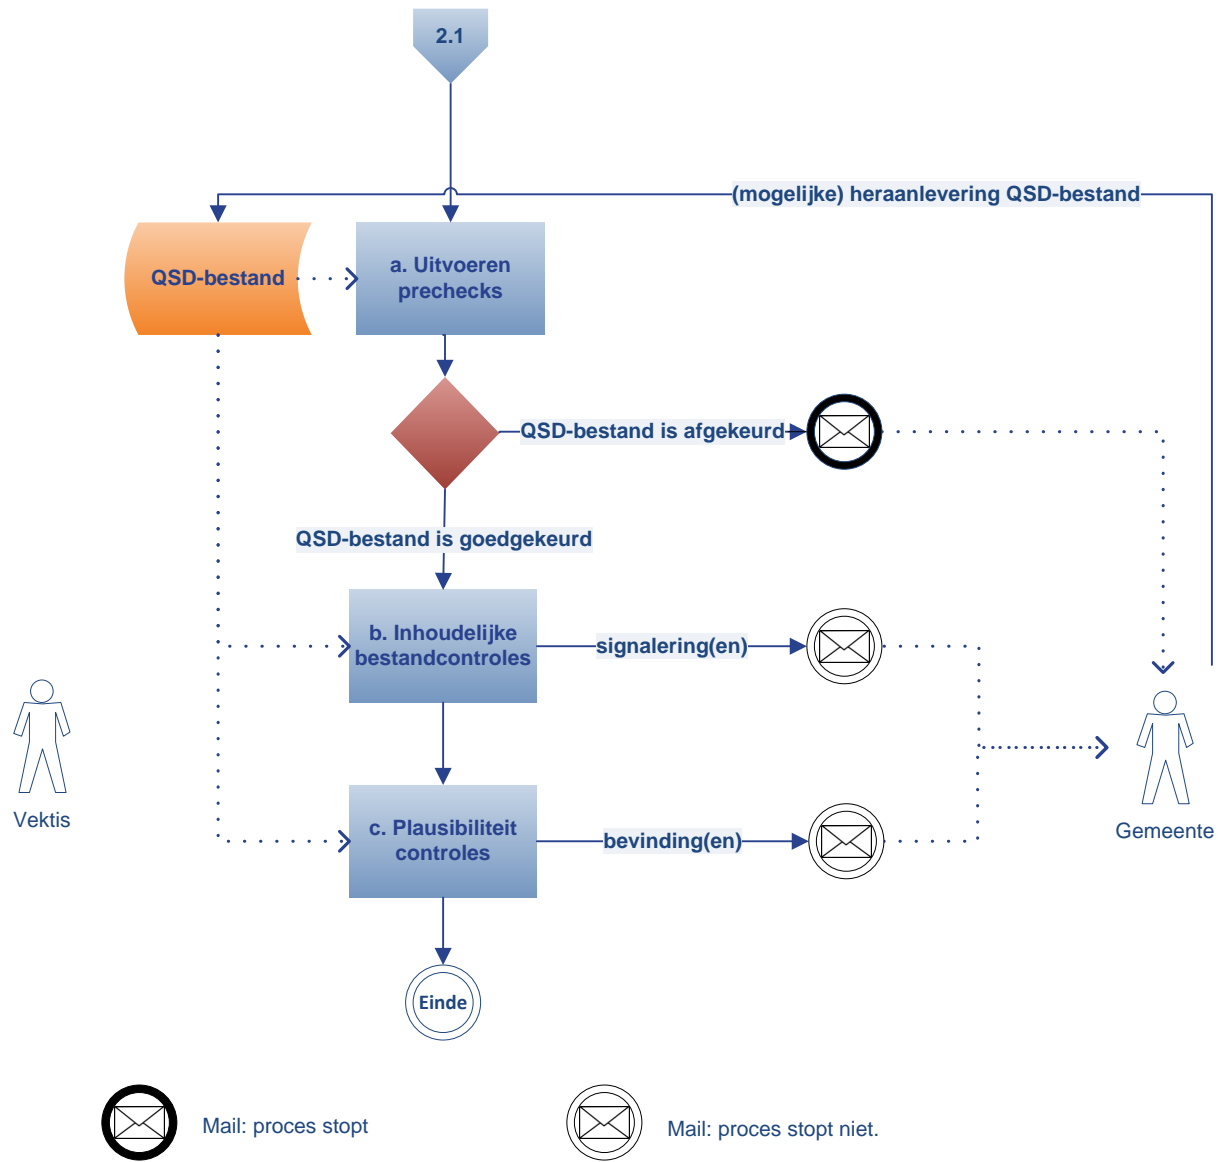 2.1
(mogelijke) heraanlevering QSD-bestand
QSD-bestand
a. Uitvoeren
prechecks
QSD-bestand is afgekeurd
QSD-bestand is goedgekeurd
b. Inhoudelijke
bestandcontroles
signalering(en)
Vektis
Gemeente
c. Plausibiliteit
controles
bevinding(en)
Einde
Mail: proces stopt
Mail: proces stopt niet.